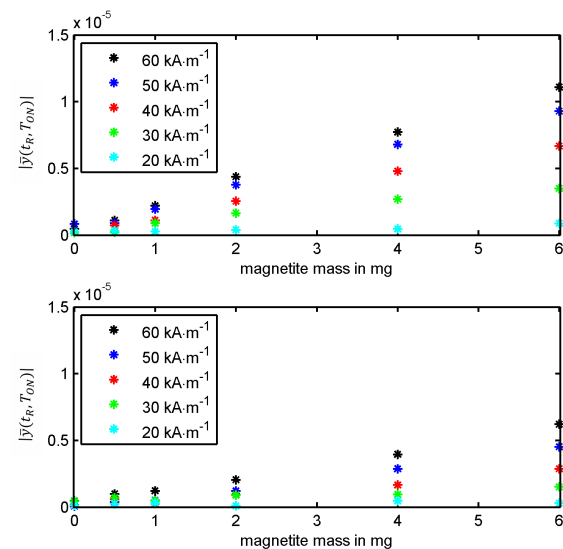 x 10⁻⁵
1.5
1
0.5
0
|ȳ(t_R, T_ON)|
60 kA·m⁻¹
50 kA·m⁻¹
40 kA·m⁻¹
30 kA·m⁻¹
20 kA·m⁻¹
0 1 2 3 4 5 6
magnetite mass in mg
x 10⁻⁵
1.5
1
0.5
0
|ȳ(t_R, T_ON)|
60 kA·m⁻¹
50 kA·m⁻¹
40 kA·m⁻¹
30 kA·m⁻¹
20 kA·m⁻¹
0 1 2 3 4 5 6
magnetite mass in mg